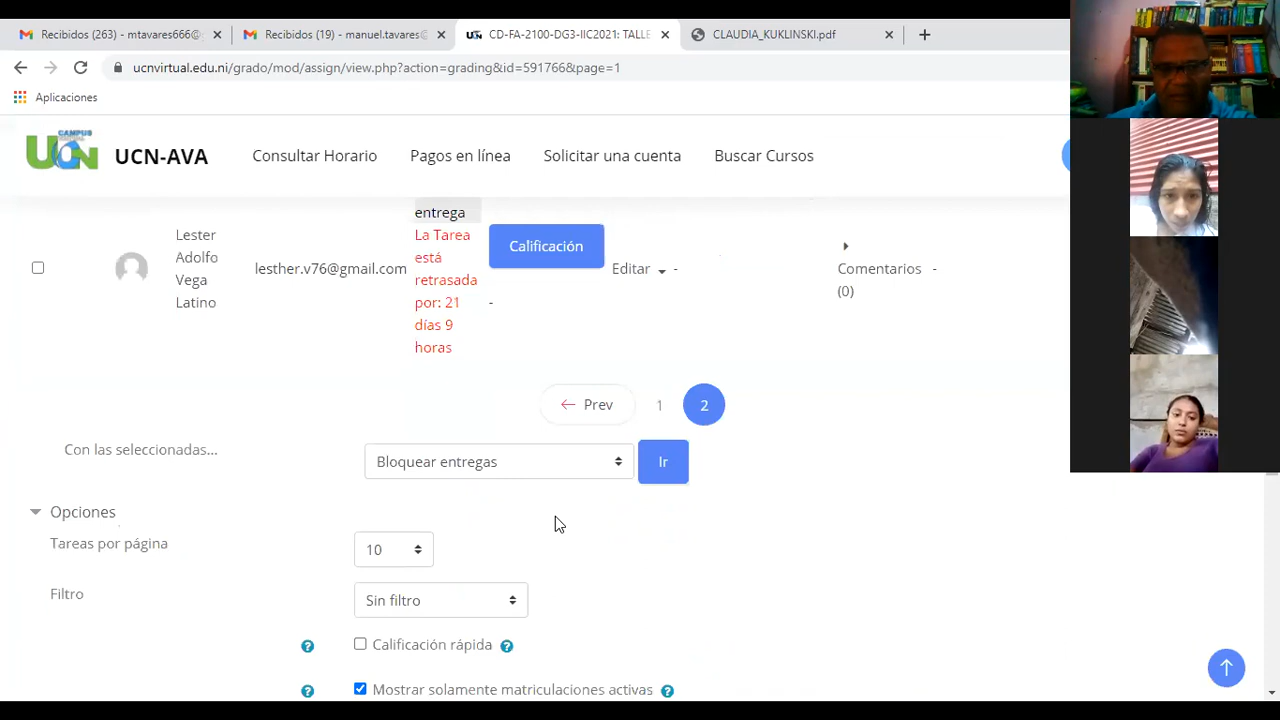 Recibidos (263) - mtavares666@
Recibidos (19) - manuel.tavares@
CD-FA-2100-DG3-IIC2021: TALLE
CLAUDIA_KUKLINSKI.pdf
ucnvirtual.edu.ni/grado/mod/assign/view.php?action=grading&id=591766&page=1
Aplicaciones
CAMPUS
UCN
UCN-AVA
Consultar Horario
Pagos en línea
Solicitar una cuenta
Buscar Cursos
Lester
Adolfo
Vega
Latino
lesther.v76@gmail.com
entrega
La Tarea
está
retrasada
por: 21
días 9
horas
Calificación
-
Editar
-
Comentarios
(0)
-
Prev
1
2
Con las seleccionadas...
Bloquear entregas
Ir
Opciones
Tareas por página
10
Filtro
Sin filtro
Calificación rápida
Mostrar solamente matriculaciones activas